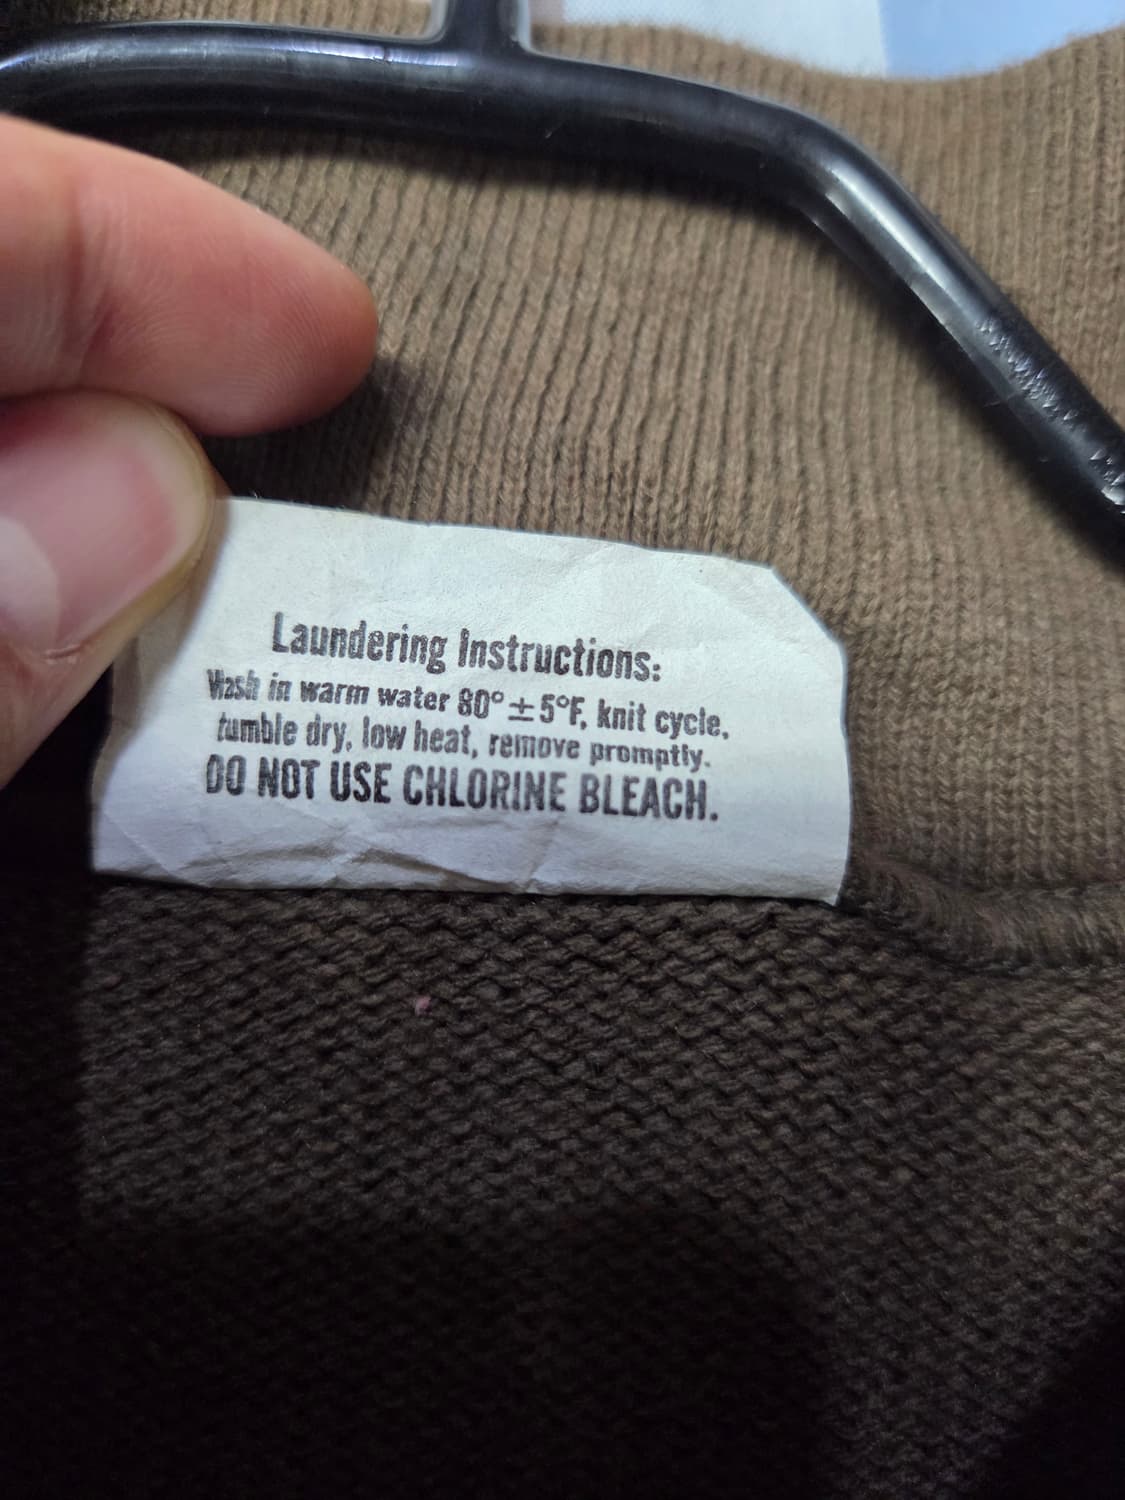 Laundering Instructions:
Wash in warm water 80° ± 5°F, knit cycle,
tumble dry, low heat, remove promptly.
DO NOT USE CHLORINE BLEACH.